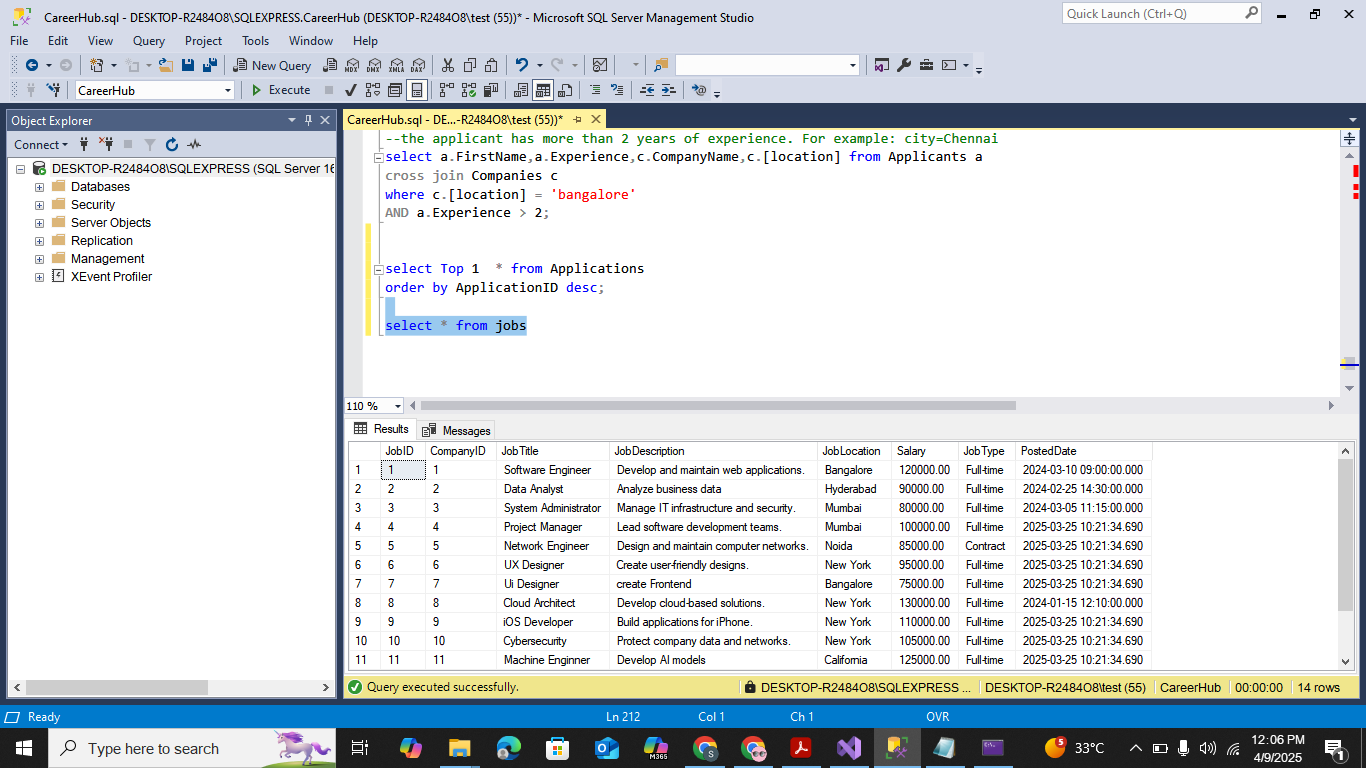 CareerHub.sql - DESKTOP-R2484O8\SQLEXPRESS.CareerHub (DESKTOP-R2484O8\test (55))* - Microsoft SQL Server Management Studio
Quick Launch (Ctrl+Q)
File Edit View Query Project Tools Window Help
New Query
MDX DMX XMLA DAX
CareerHub
Execute
Object Explorer
CareerHub.sql - DE...-R2484O8\test (55))*
Connect
DESKTOP-R2484O8\SQLEXPRESS (SQL Server 16
Databases
Security
Server Objects
Replication
Management
XEvent Profiler
--the applicant has more than 2 years of experience. For example: city=Chennai
select a.FirstName,a.Experience,c.CompanyName,c.[location] from Applicants a
cross join Companies c
where c.[location] = 'bangalore'
AND a.Experience > 2;
select Top 1  * from Applications
order by ApplicationID desc;
select * from jobs
110 %
Results Messages
JobID CompanyID JobTitle JobDescription JobLocation Salary JobType PostedDate
1 1 1 Software Engineer Develop and maintain web applications. Bangalore 120000.00 Full-time 2024-03-10 09:00:00.000
2 2 2 Data Analyst Analyze business data Hyderabad 90000.00 Full-time 2024-02-25 14:30:00.000
3 3 3 System Administrator Manage IT infrastructure and security. Mumbai 80000.00 Full-time 2024-03-05 11:15:00.000
4 4 4 Project Manager Lead software development teams. Mumbai 100000.00 Full-time 2025-03-25 10:21:34.690
5 5 5 Network Engineer Design and maintain computer networks. Noida 85000.00 Contract 2025-03-25 10:21:34.690
6 6 6 UX Designer Create user-friendly designs. New York 95000.00 Full-time 2025-03-25 10:21:34.690
7 7 7 Ui Designer create Frontend Bangalore 75000.00 Full-time 2025-03-25 10:21:34.690
8 8 8 Cloud Architect Develop cloud-based solutions. New York 130000.00 Full-time 2024-01-15 12:10:00.000
9 9 9 iOS Developer Build applications for iPhone. New York 110000.00 Full-time 2025-03-25 10:21:34.690
10 10 10 Cybersecurity Protect company data and networks. New York 105000.00 Full-time 2025-03-25 10:21:34.690
11 11 11 Machine Enginner Develop AI models California 125000.00 Full-time 2025-03-25 10:21:34.690
Query executed successfully. DESKTOP-R2484O8\SQLEXPRESS ... DESKTOP-R2484O8\test (55) CareerHub 00:00:00 14 rows
Ready Ln 212 Col 1 Ch 1 OVR
Type here to search
M365
S
5
33°C
12:06 PM
4/9/2025
1